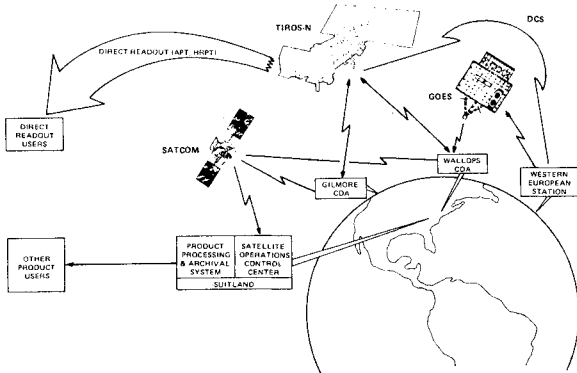 TIROS-N
DCS
DIRECT READOUT (APT, HRPT)
GOES
DIRECT
READOUT
USERS
SATCOM
WALLOPS
CDA
GILMORE
CDA
WESTERN
EUROPEAN
STATION
OTHER
PRODUCT
USERS
PRODUCT
PROCESSING
& ARCHIVAL
SYSTEM
SATELLITE
OPERATIONS
CONTROL
CENTER
SUITLAND